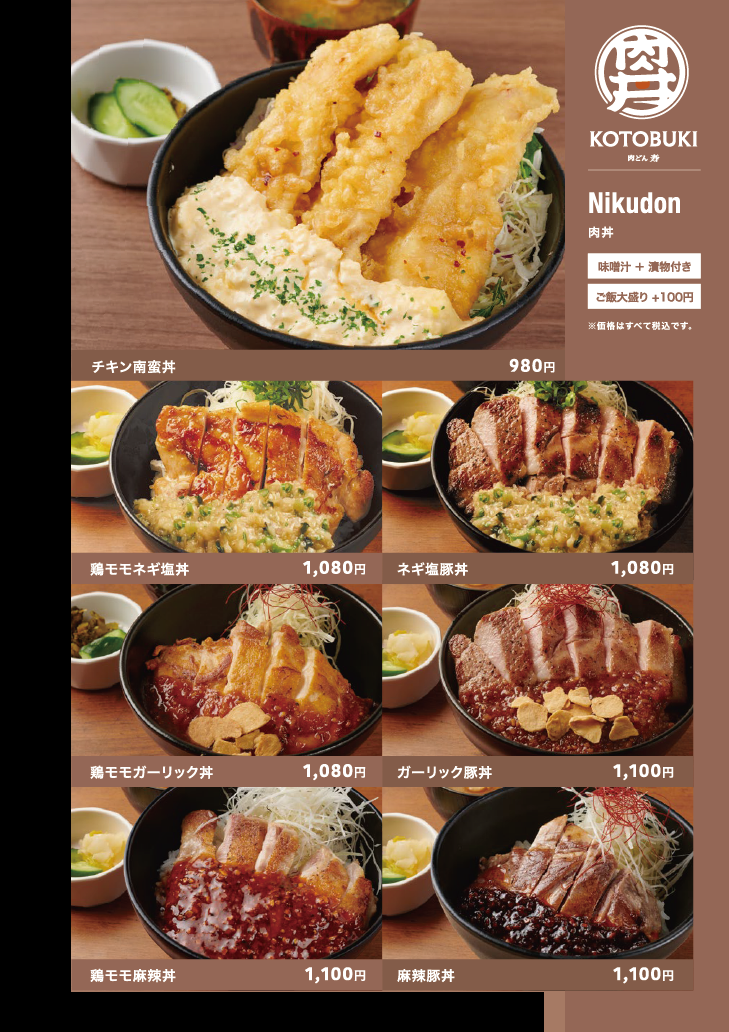 肉丼
KOTOBUKI
肉どん 寿
Nikudon
肉丼
味噌汁 + 漬物付き
ご飯大盛り +100円
※価格はすべて税込です。
チキン南蛮丼 980円
鶏モモネギ塩丼 1,080円
ネギ塩豚丼 1,080円
鶏モモガーリック丼 1,080円
ガーリック豚丼 1,100円
鶏モモ麻辣丼 1,100円
麻辣豚丼 1,100円